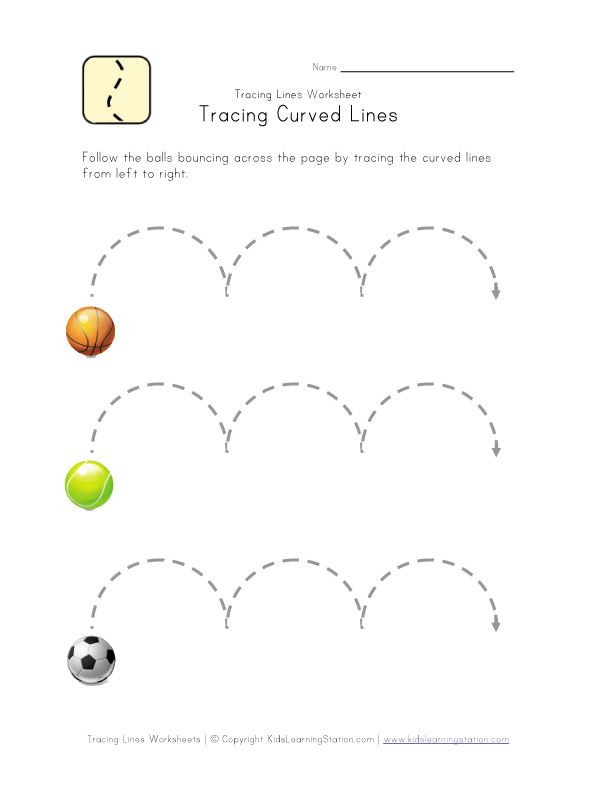 Name
Tracing Lines Worksheet
Tracing Curved Lines
Follow the balls bouncing across the page by tracing the curved lines
from left to right.
Tracing Lines Worksheets | © Copyright KidsLearningStation.com | www.kidslearningstation.com